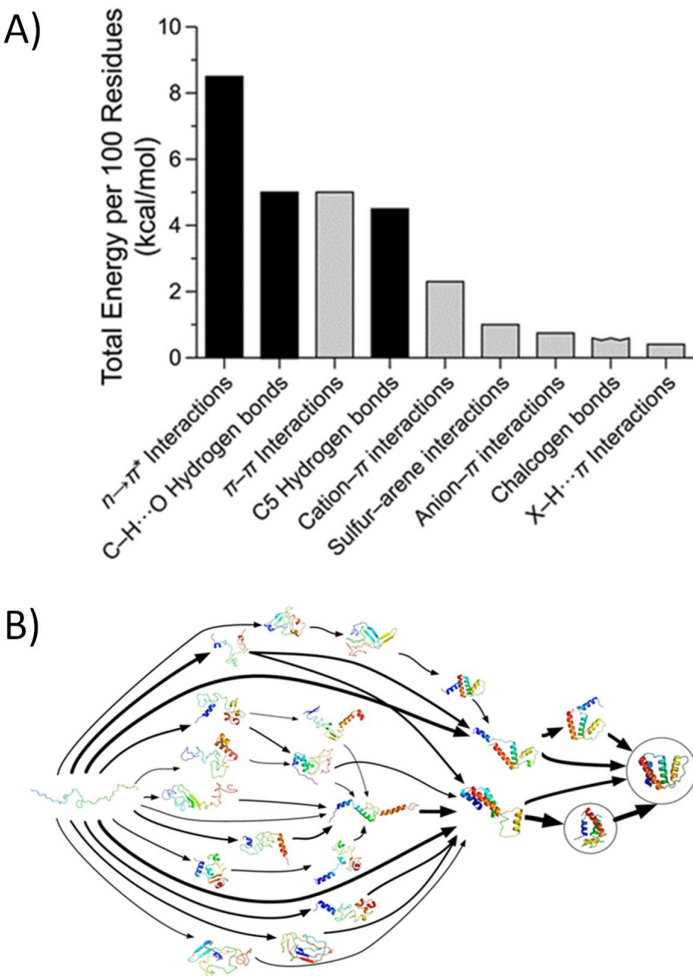 A)
Total Energy per 100 Residues
(kcal/mol)
10
8
6
4
2
0
n→π* Interactions
C–H···O Hydrogen bonds
π–π Interactions
C5 Hydrogen bonds
Cation–π interactions
Sulfur–arene interactions
Anion–π interactions
Chalcogen bonds
X–H···π Interactions
B)